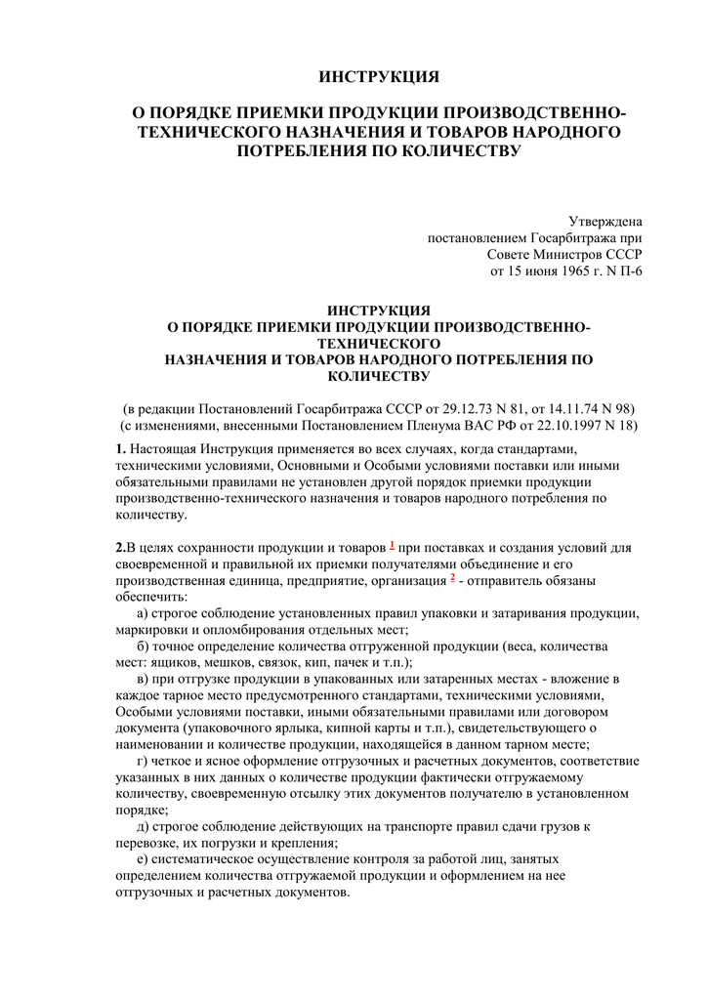 ИНСТРУКЦИЯ
О ПОРЯДКЕ ПРИЕМКИ ПРОДУКЦИИ ПРОИЗВОДСТВЕННО-
ТЕХНИЧЕСКОГО НАЗНАЧЕНИЯ И ТОВАРОВ НАРОДНОГО
ПОТРЕБЛЕНИЯ ПО КОЛИЧЕСТВУ
Утверждена
постановлением Госарбитража при
Совете Министров СССР
от 15 июня 1965 г. N П-6
ИНСТРУКЦИЯ
О ПОРЯДКЕ ПРИЕМКИ ПРОДУКЦИИ ПРОИЗВОДСТВЕННО-
ТЕХНИЧЕСКОГО
НАЗНАЧЕНИЯ И ТОВАРОВ НАРОДНОГО ПОТРЕБЛЕНИЯ ПО
КОЛИЧЕСТВУ
(в редакции Постановлений Госарбитража СССР от 29.12.73 N 81, от 14.11.74 N 98)
(с изменениями, внесенными Постановлением Пленума ВАС РФ от 22.10.1997 N 18)
1. Настоящая Инструкция применяется во всех случаях, когда стандартами,
техническими условиями, Основными и Особыми условиями поставки или иными
обязательными правилами не установлен другой порядок приемки продукции
производственно-технического назначения и товаров народного потребления по
количеству.
2.В целях сохранности продукции и товаров 1 при поставках и создания условий для
своевременной и правильной их приемки получателями объединение и его
производственная единица, предприятие, организация 2 - отправитель обязаны
обеспечить:
а) строгое соблюдение установленных правил упаковки и затаривания продукции,
маркировки и опломбирования отдельных мест;
б) точное определение количества отгруженной продукции (веса, количества
мест: ящиков, мешков, связок, кип, пачек и т.п.);
в) при отгрузке продукции в упакованных или затаренных местах - вложение в
каждое тарное место предусмотренного стандартами, техническими условиями,
Особыми условиями поставки, иными обязательными правилами или договором
документа (упаковочного ярлыка, кипной карты и т.п.), свидетельствующего о
наименовании и количестве продукции, находящейся в данном тарном месте;
г) четкое и ясное оформление отгрузочных и расчетных документов, соответствие
указанных в них данных о количестве продукции фактически отгружаемому
количеству, своевременную отсылку этих документов получателю в установленном
порядке;
д) строгое соблюдение действующих на транспорте правил сдачи грузов к
перевозке, их погрузки и крепления;
е) систематическое осуществление контроля за работой лиц, занятых
определением количества отгружаемой продукции и оформлением на нее
отгрузочных и расчетных документов.